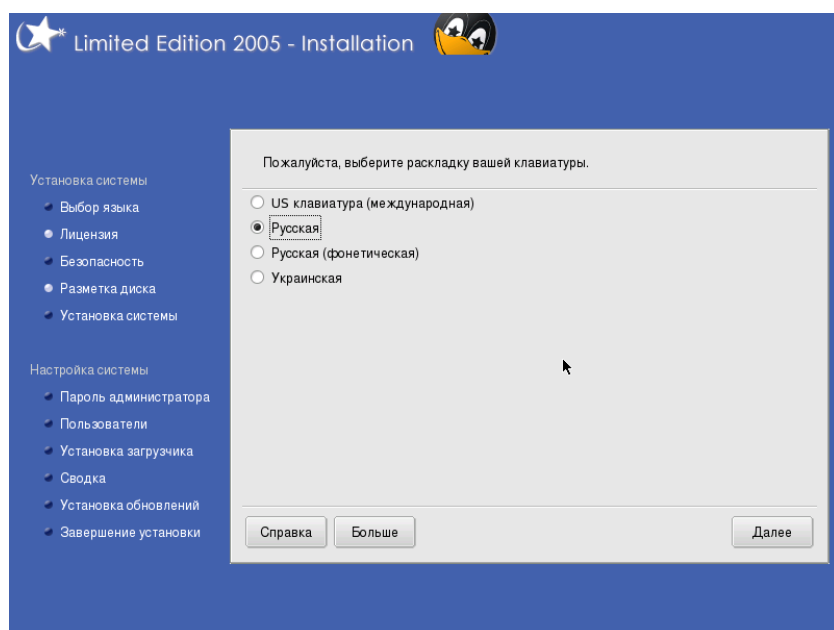 Limited Edition 2005 - Installation
Установка системы
Выбор языка
Лицензия
Безопасность
Разметка диска
Установка системы
Настройка системы
Пароль администратора
Пользователи
Установка загрузчика
Сводка
Установка обновлений
Завершение установки
Пожалуйста, выберите раскладку вашей клавиатуры.
US клавиатура (международная)
Русская
Русская (фонетическая)
Украинская
Справка
Больше
Далее